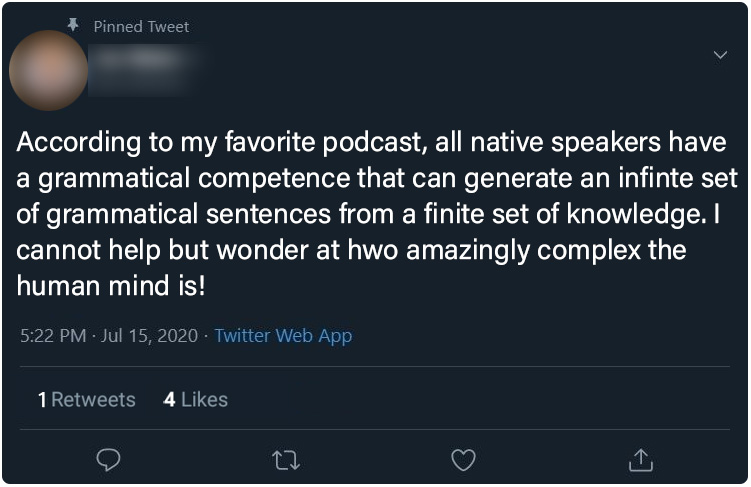 Pinned Tweet
According to my favorite podcast, all native speakers have
a grammatical competence that can generate an infinte set
of grammatical sentences from a finite set of knowledge. I
cannot help but wonder at hwo amazingly complex the
human mind is!
5:22 PM · Jul 15, 2020 · Twitter Web App
1 Retweets 4 Likes